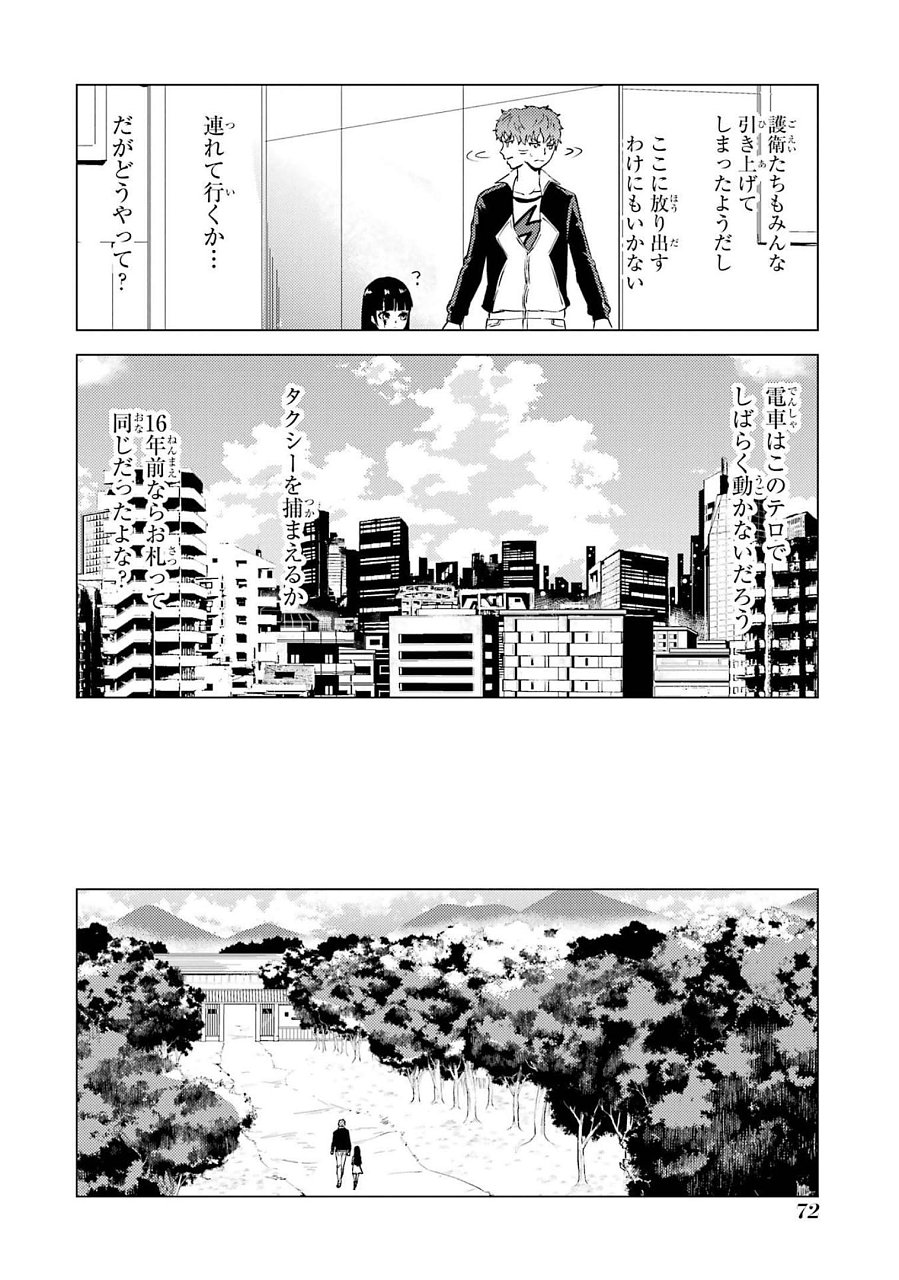 護衛たちもみんな
引き上げて
しまったようだし
ここに放り出す
わけにもいかない
?
連れて行くか…
だがどうやって?
電車はこのテロで
しばらく動かないだろう
タクシーを捕まえるか
16年前ならお札って
同じだったよな?
72